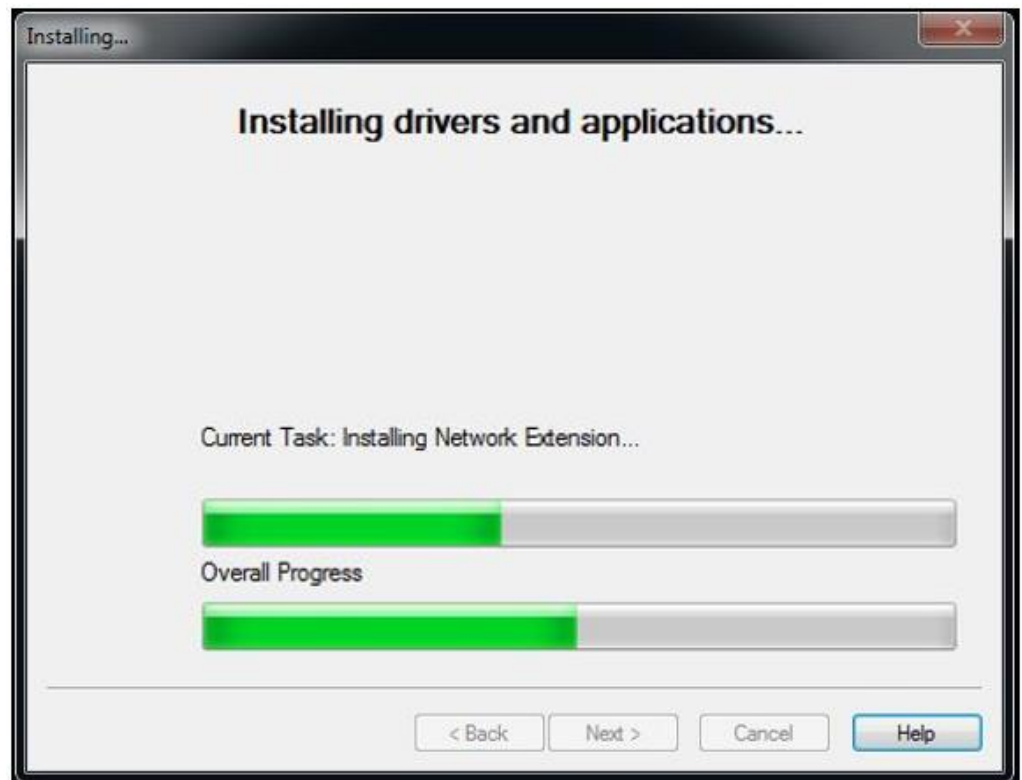 Installing...
Installing drivers and applications...
Current Task: Installing Network Extension...
Overall Progress
< Back Next > Cancel Help